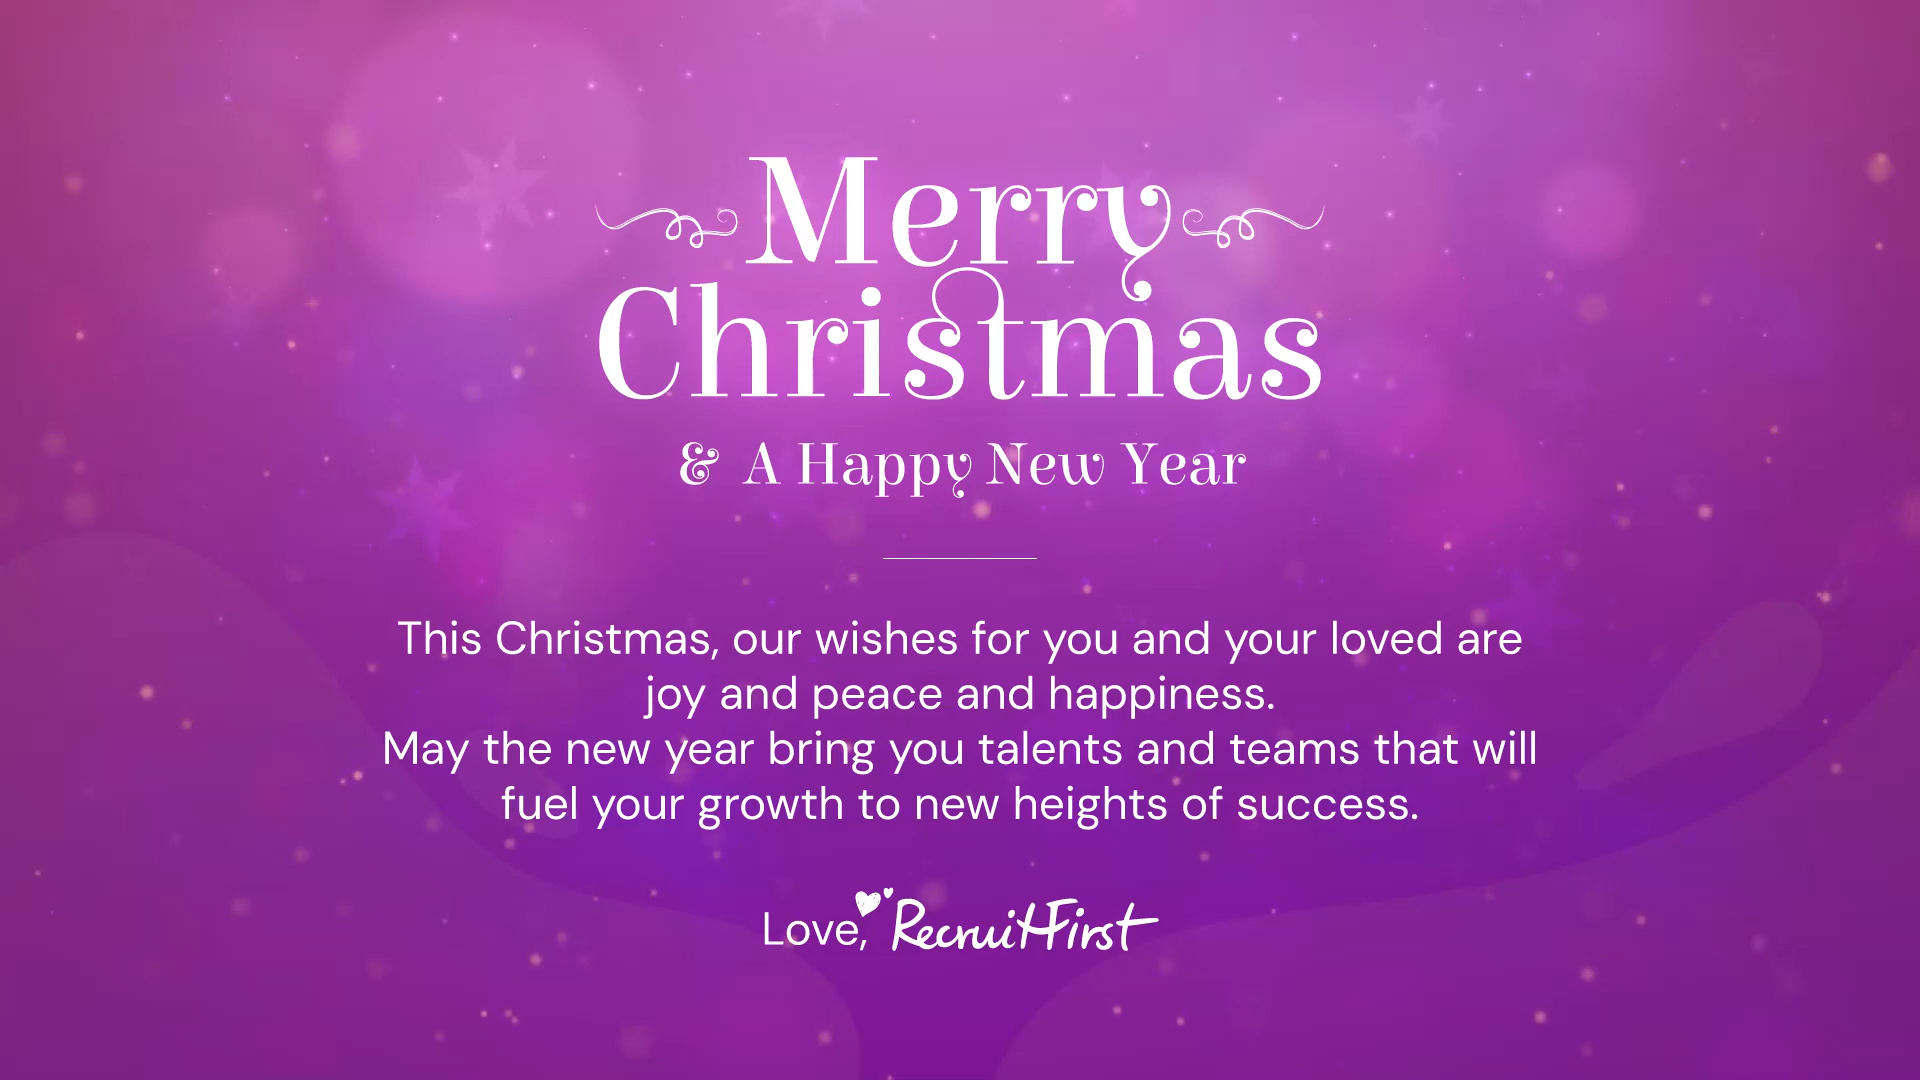 Merry
Christmas
& A Happy New Year
This Christmas, our wishes for you and your loved are
joy and peace and happiness.
May the new year bring you talents and teams that will
fuel your growth to new heights of success.
Love, RecruitFirst